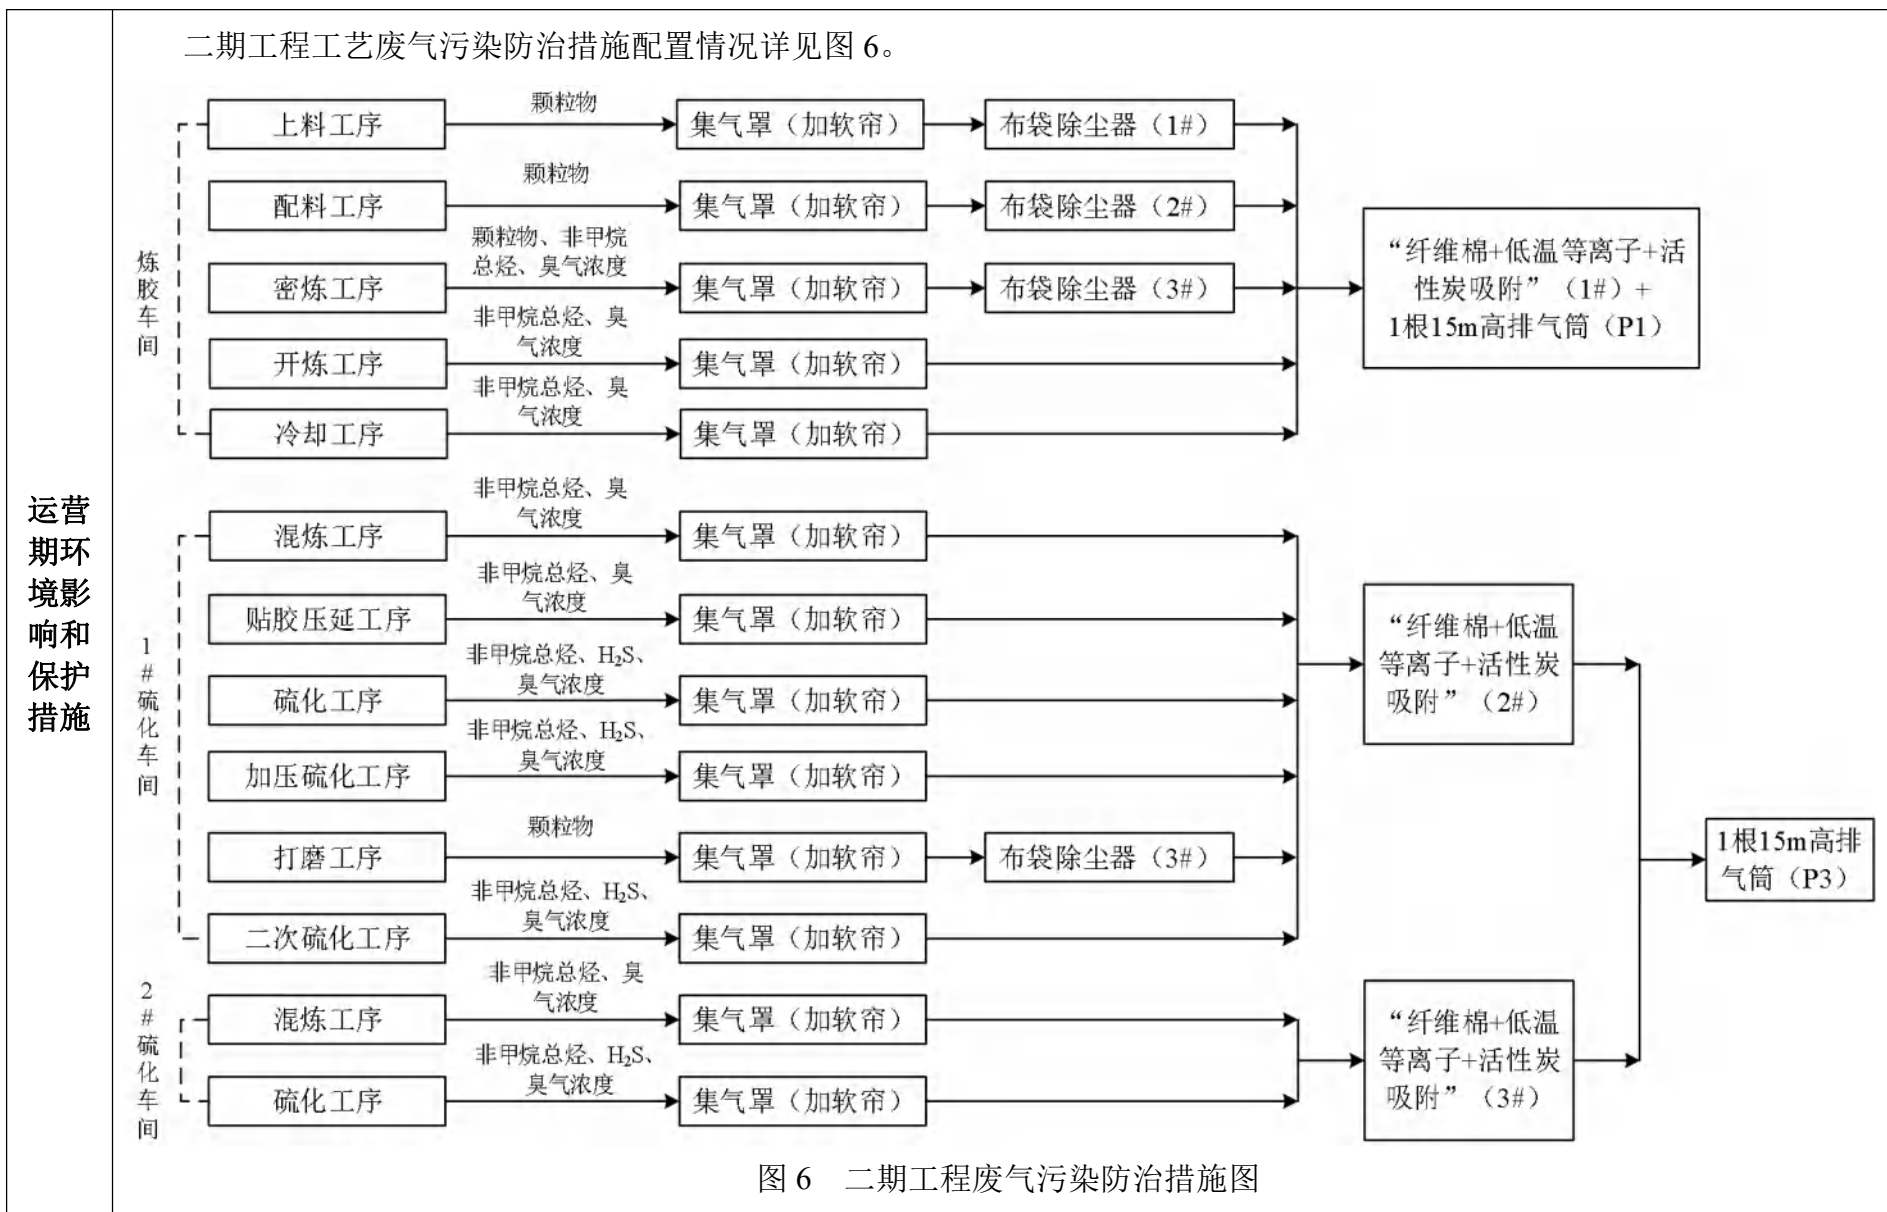 二期工程工艺废气污染防治措施配置情况详见图 6。
运营
期环
境影
响和
保护
措施
炼胶车间
上料工序
颗粒物
集气罩（加软帘）
布袋除尘器（1#）
配料工序
颗粒物
集气罩（加软帘）
布袋除尘器（2#）
密炼工序
颗粒物、非甲烷
总烃、臭气浓度
集气罩（加软帘）
布袋除尘器（3#）
开炼工序
非甲烷总烃、臭
气浓度
集气罩（加软帘）
冷却工序
非甲烷总烃、臭
气浓度
集气罩（加软帘）
“纤维棉+低温等离子+活
性炭吸附”（1#）+
1根15m高排气筒（P1）
1#硫化车间
混炼工序
非甲烷总烃、臭
气浓度
集气罩（加软帘）
贴胶压延工序
非甲烷总烃、臭
气浓度
集气罩（加软帘）
硫化工序
非甲烷总烃、H₂S、
臭气浓度
集气罩（加软帘）
加压硫化工序
非甲烷总烃、H₂S、
臭气浓度
集气罩（加软帘）
打磨工序
颗粒物
集气罩（加软帘）
布袋除尘器（3#）
二次硫化工序
非甲烷总烃、H₂S、
臭气浓度
集气罩（加软帘）
“纤维棉+低温
等离子+活性炭
吸附”（2#）
2#硫化车间
混炼工序
非甲烷总烃、臭
气浓度
集气罩（加软帘）
硫化工序
非甲烷总烃、H₂S、
臭气浓度
集气罩（加软帘）
“纤维棉+低温
等离子+活性炭
吸附”（3#）
1根15m高排
气筒（P3）
图 6 二期工程废气污染防治措施图